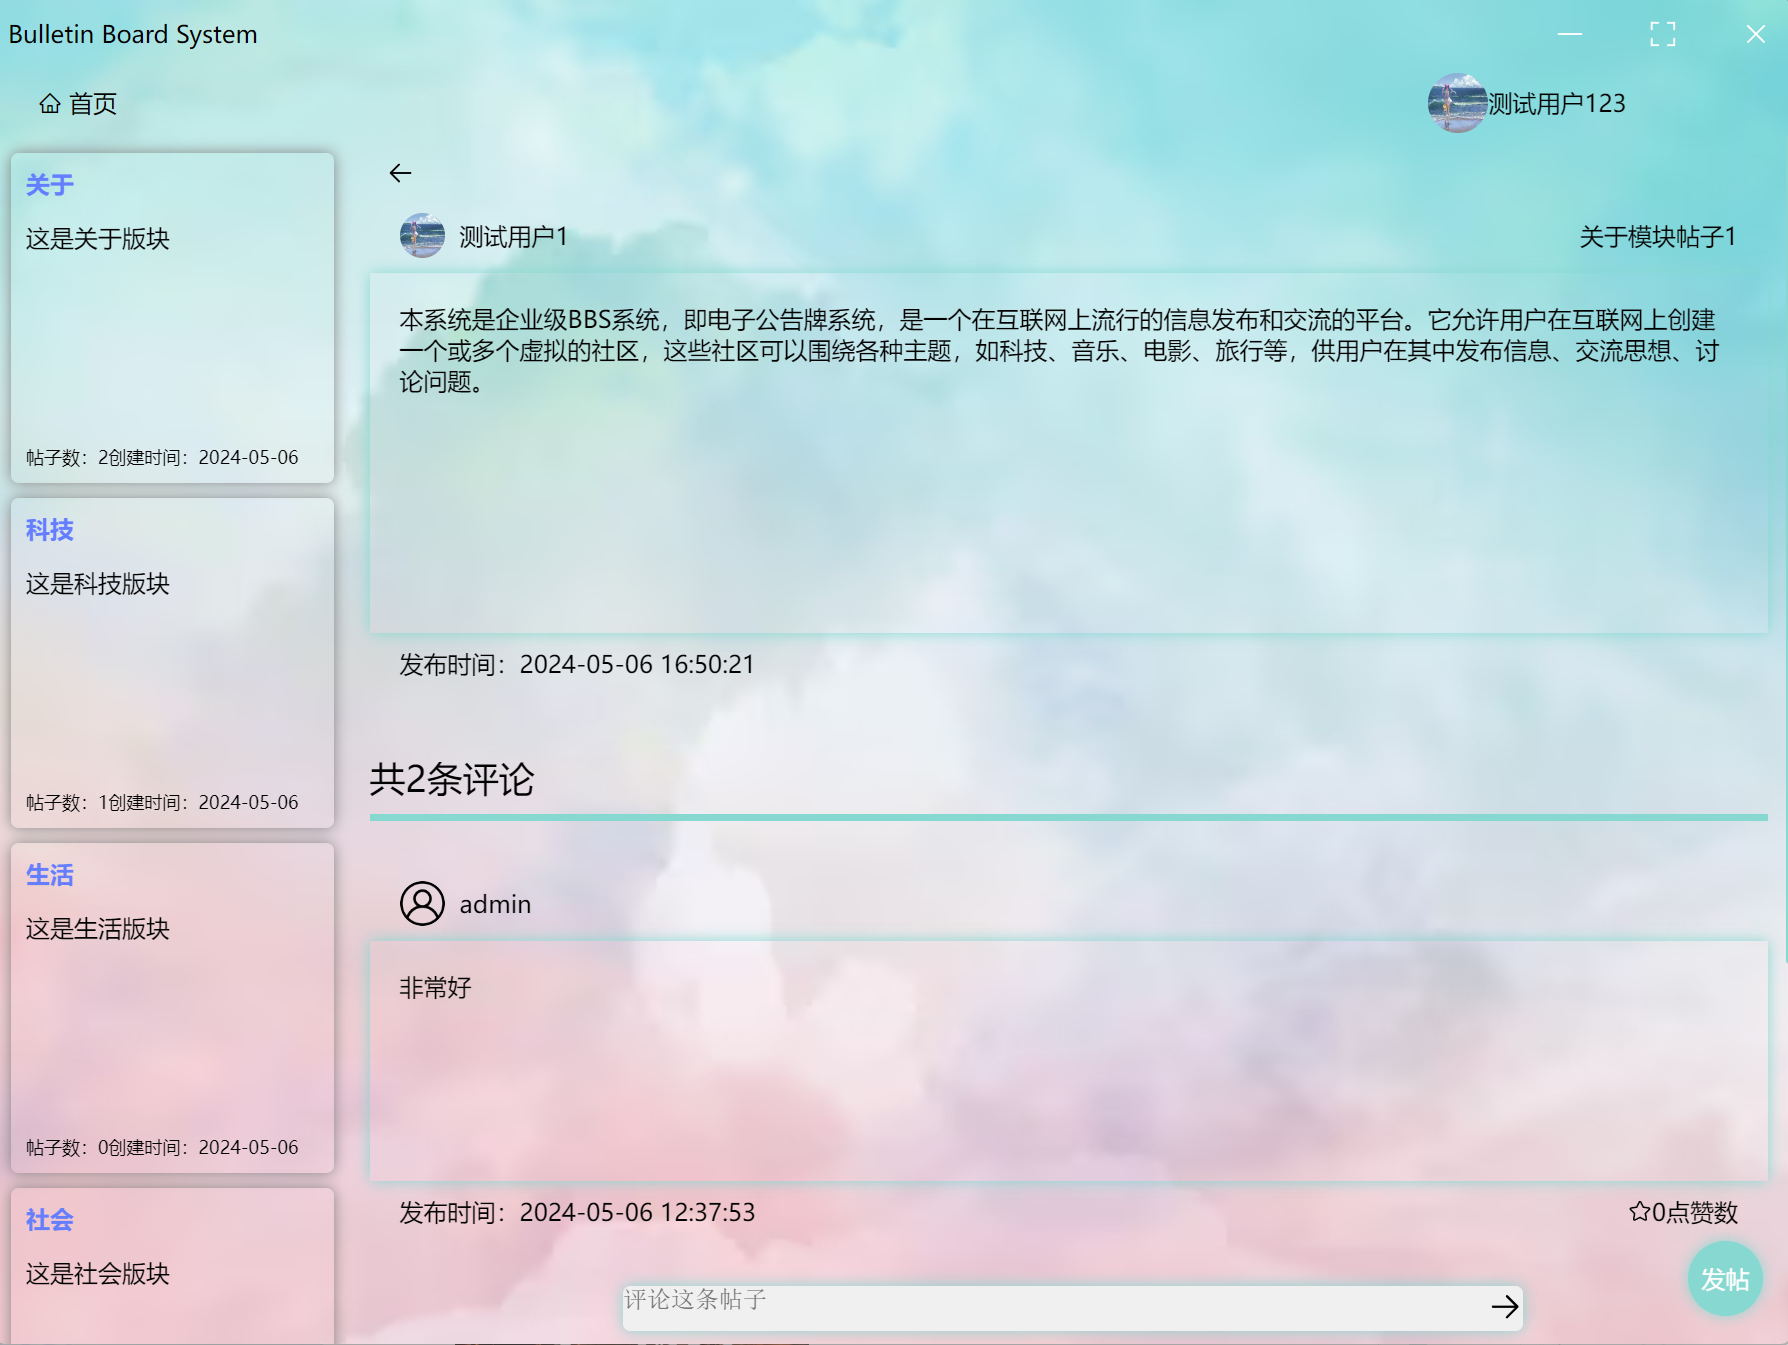 Bulletin Board System
首页
测试用户123
关于
这是关于版块
帖子数：2创建时间：2024-05-06
科技
这是科技版块
帖子数：1创建时间：2024-05-06
生活
这是生活版块
帖子数：0创建时间：2024-05-06
社会
这是社会版块
测试用户1
关于模块帖子1
本系统是企业级BBS系统，即电子公告牌系统，是一个在互联网上流行的信息发布和交流的平台。它允许用户在互联网上创建
一个或多个虚拟的社区，这些社区可以围绕各种主题，如科技、音乐、电影、旅行等，供用户在其中发布信息、交流思想、讨
论问题。
发布时间：2024-05-06 16:50:21
共2条评论
admin
非常好
发布时间：2024-05-06 12:37:53
0点赞数
发帖
评论这条帖子